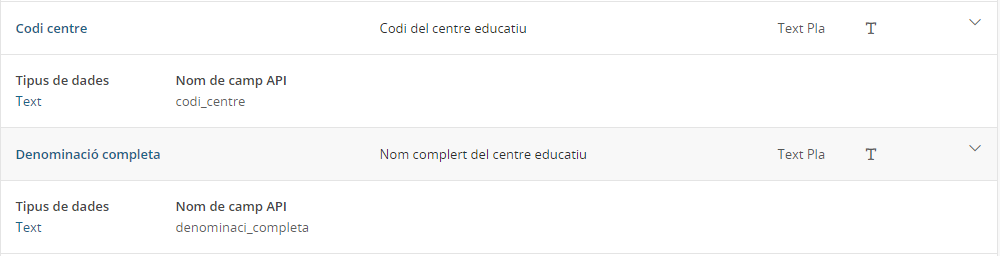 Codi centre Codi del centre educatiu Text Pla T
Tipus de dades Nom de camp API
Text codi_centre
Denominació completa Nom complert del centre educatiu Text Pla T
Tipus de dades Nom de camp API
Text denominaci_completa